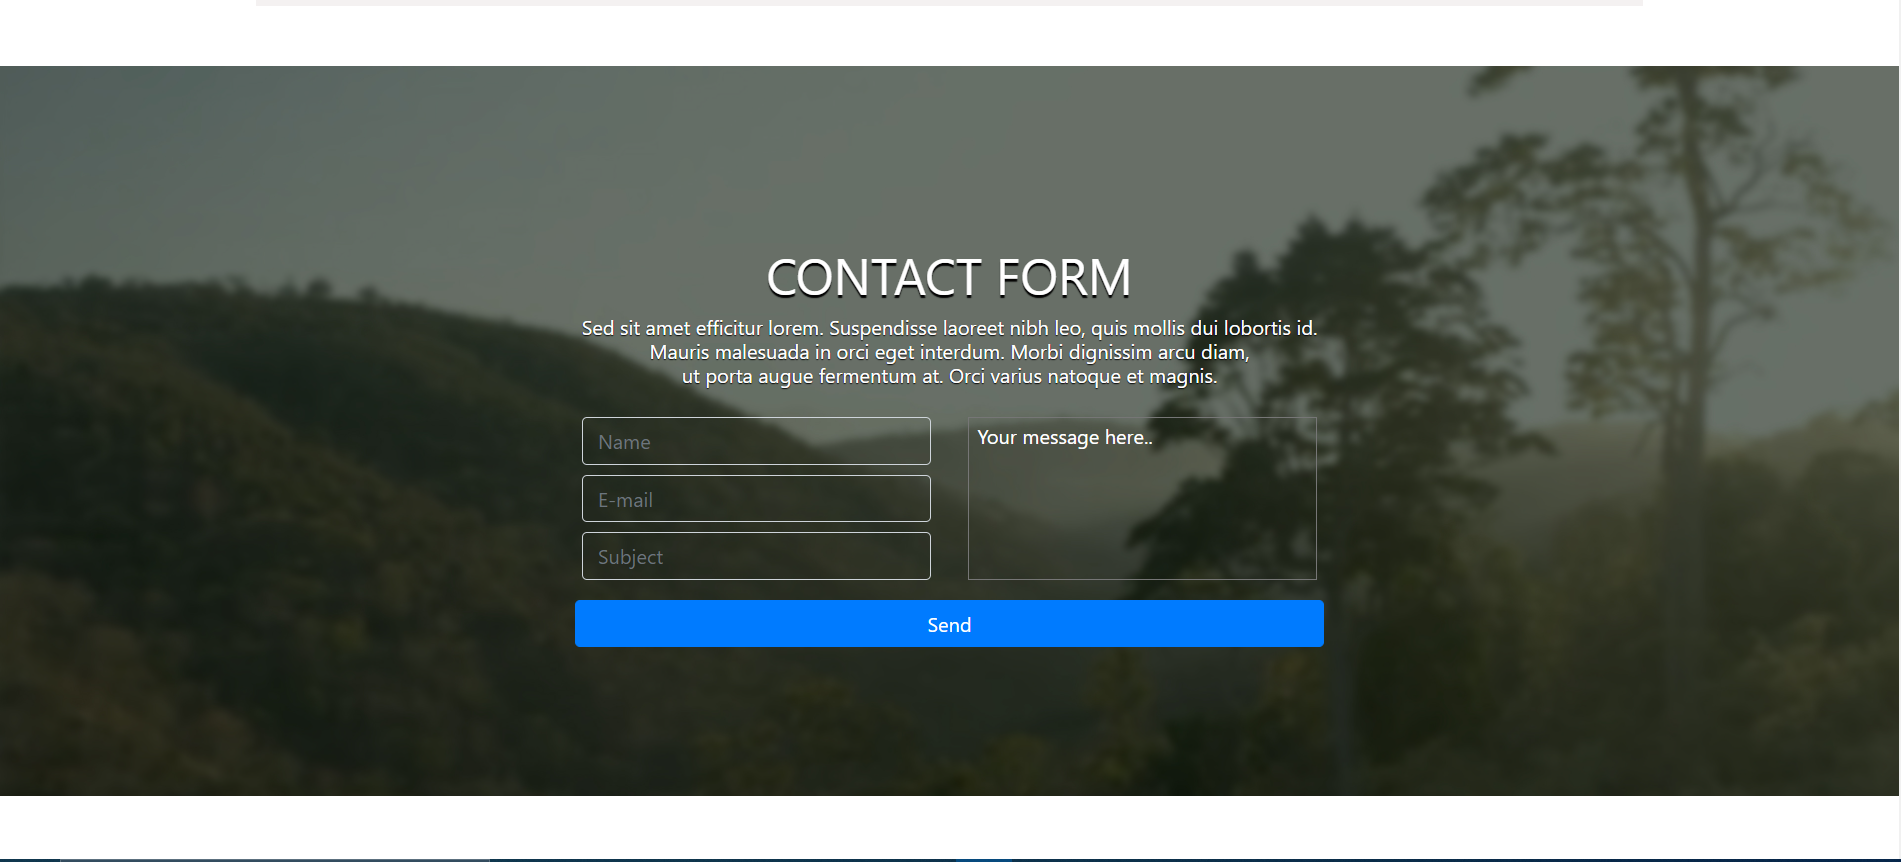 CONTACT FORM
Sed sit amet efficitur lorem. Suspendisse laoreet nibh leo, quis mollis dui lobortis id.
Mauris malesuada in orci eget interdum. Morbi dignissim arcu diam,
ut porta augue fermentum at. Orci varius natoque et magnis.
Name
E-mail
Subject
Your message here..
Send